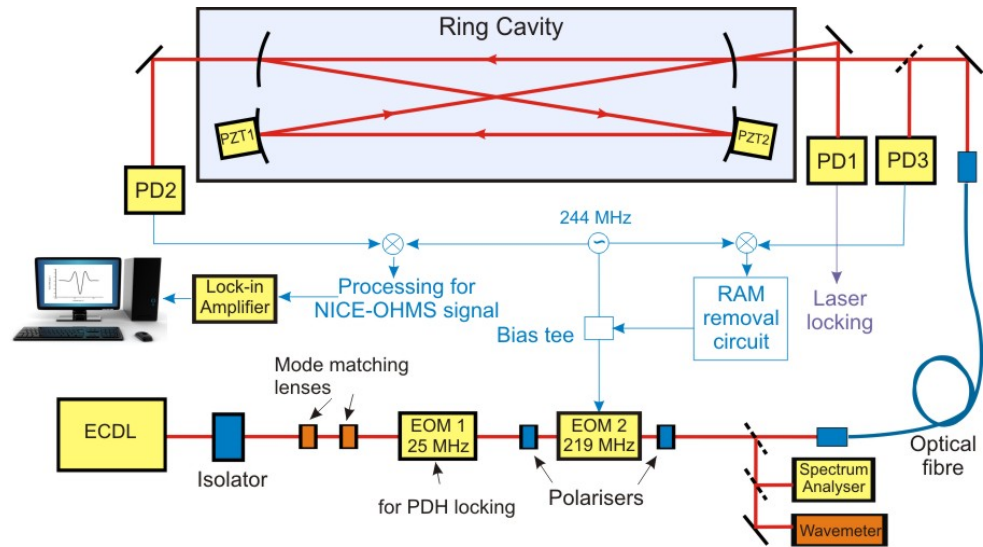 Ring Cavity
PZT1
PZT2
PD2
PD1
PD3
244 MHz
Lock-in
Amplifier
Processing for
NICE-OHMS signal
RAM
removal
circuit
Laser
locking
Bias tee
Mode matching
lenses
ECDL
Isolator
EOM 1
25 MHz
for PDH locking
EOM 2
219 MHz
Polarisers
Optical
fibre
Spectrum
Analyser
Wavemeter